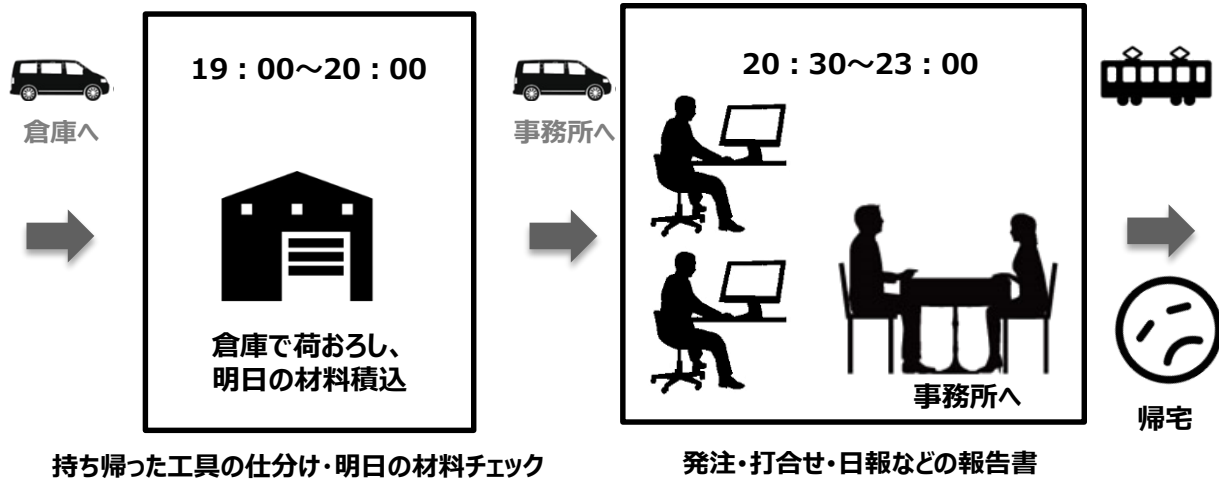 倉庫へ
19：00～20：00
倉庫で荷おろし、
明日の材料積込
持ち帰った工具の仕分け・明日の材料チェック
事務所へ
20：30～23：00
事務所へ
発注・打合せ・日報などの報告書
帰宅